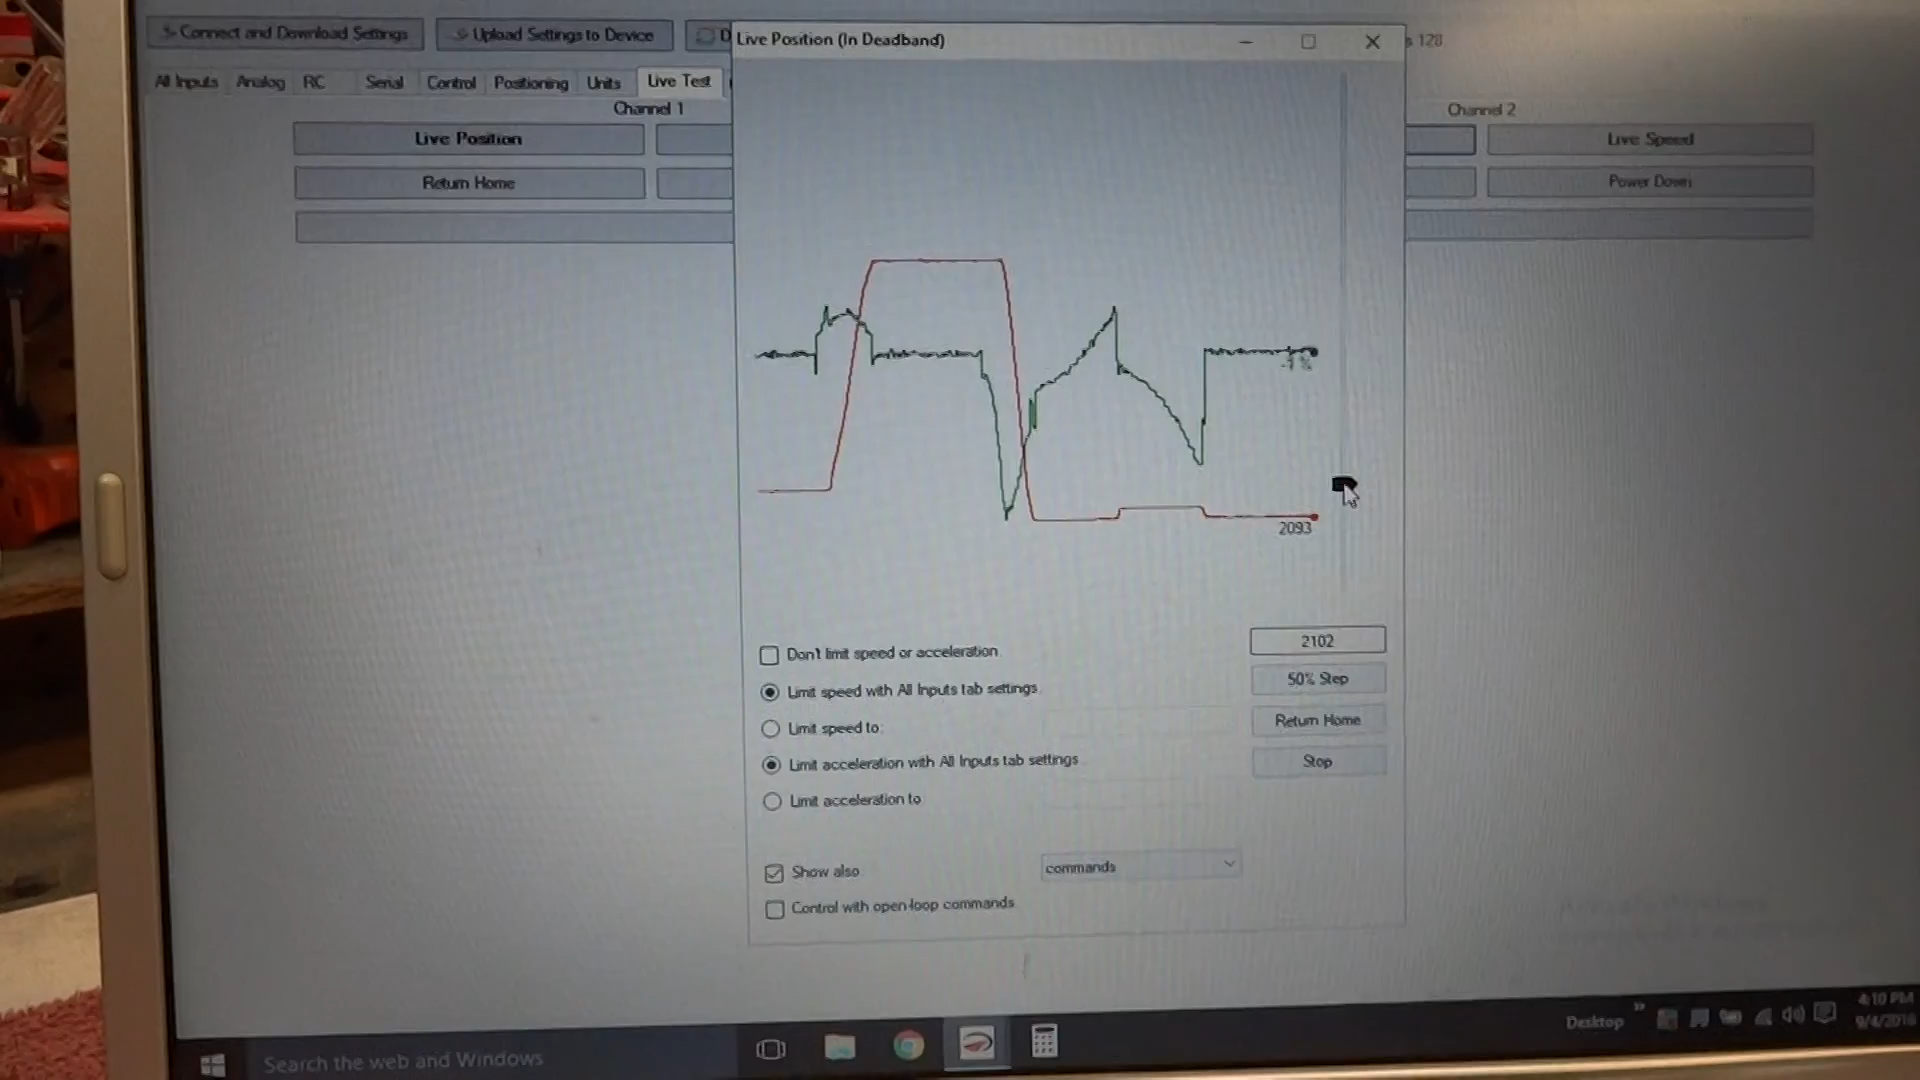 Connect and Download Settings
Upload Settings to Device
D
Live Position (In Deadband)
s 128
All Inputs
Analog
RC
Serial
Control
Positioning
Units
Live Test
Channel 1
Channel 2
Live Position
Live Speed
Return Home
Power Down
2093
2102
Don't limit speed or acceleration
50% Step
Limit speed with All Inputs tab settings
Return Home
Limit speed to:
Limit acceleration with All Inputs tab settings
Stop
Limit acceleration to
Show also
commands
Control with open-loop commands
Desktop
4:10 PM
Search the web and Windows